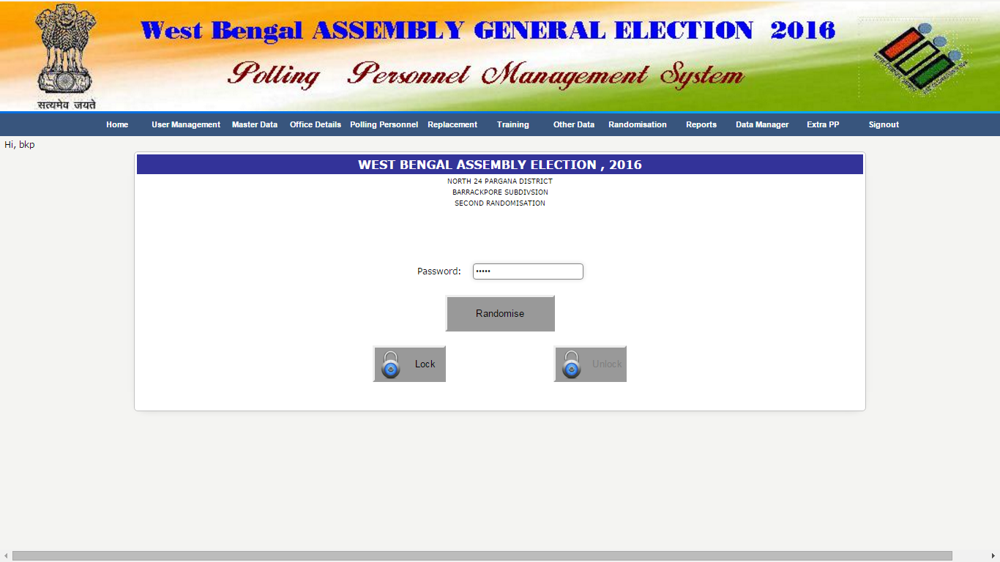 West Bengal ASSEMBLY GENERAL ELECTION 2016
Polling Personnel Management System
सत्यमेव जयते
Home User Management Master Data Office Details Polling Personnel Replacement Training Other Data Randomisation Reports Data Manager Extra PP Signout
Hi, bkp
WEST BENGAL ASSEMBLY ELECTION , 2016
NORTH 24 PARGANA DISTRICT
BARRACKPORE SUBDIVSION
SECOND RANDOMISATION
Password: •••••
Randomise
Lock Unlock